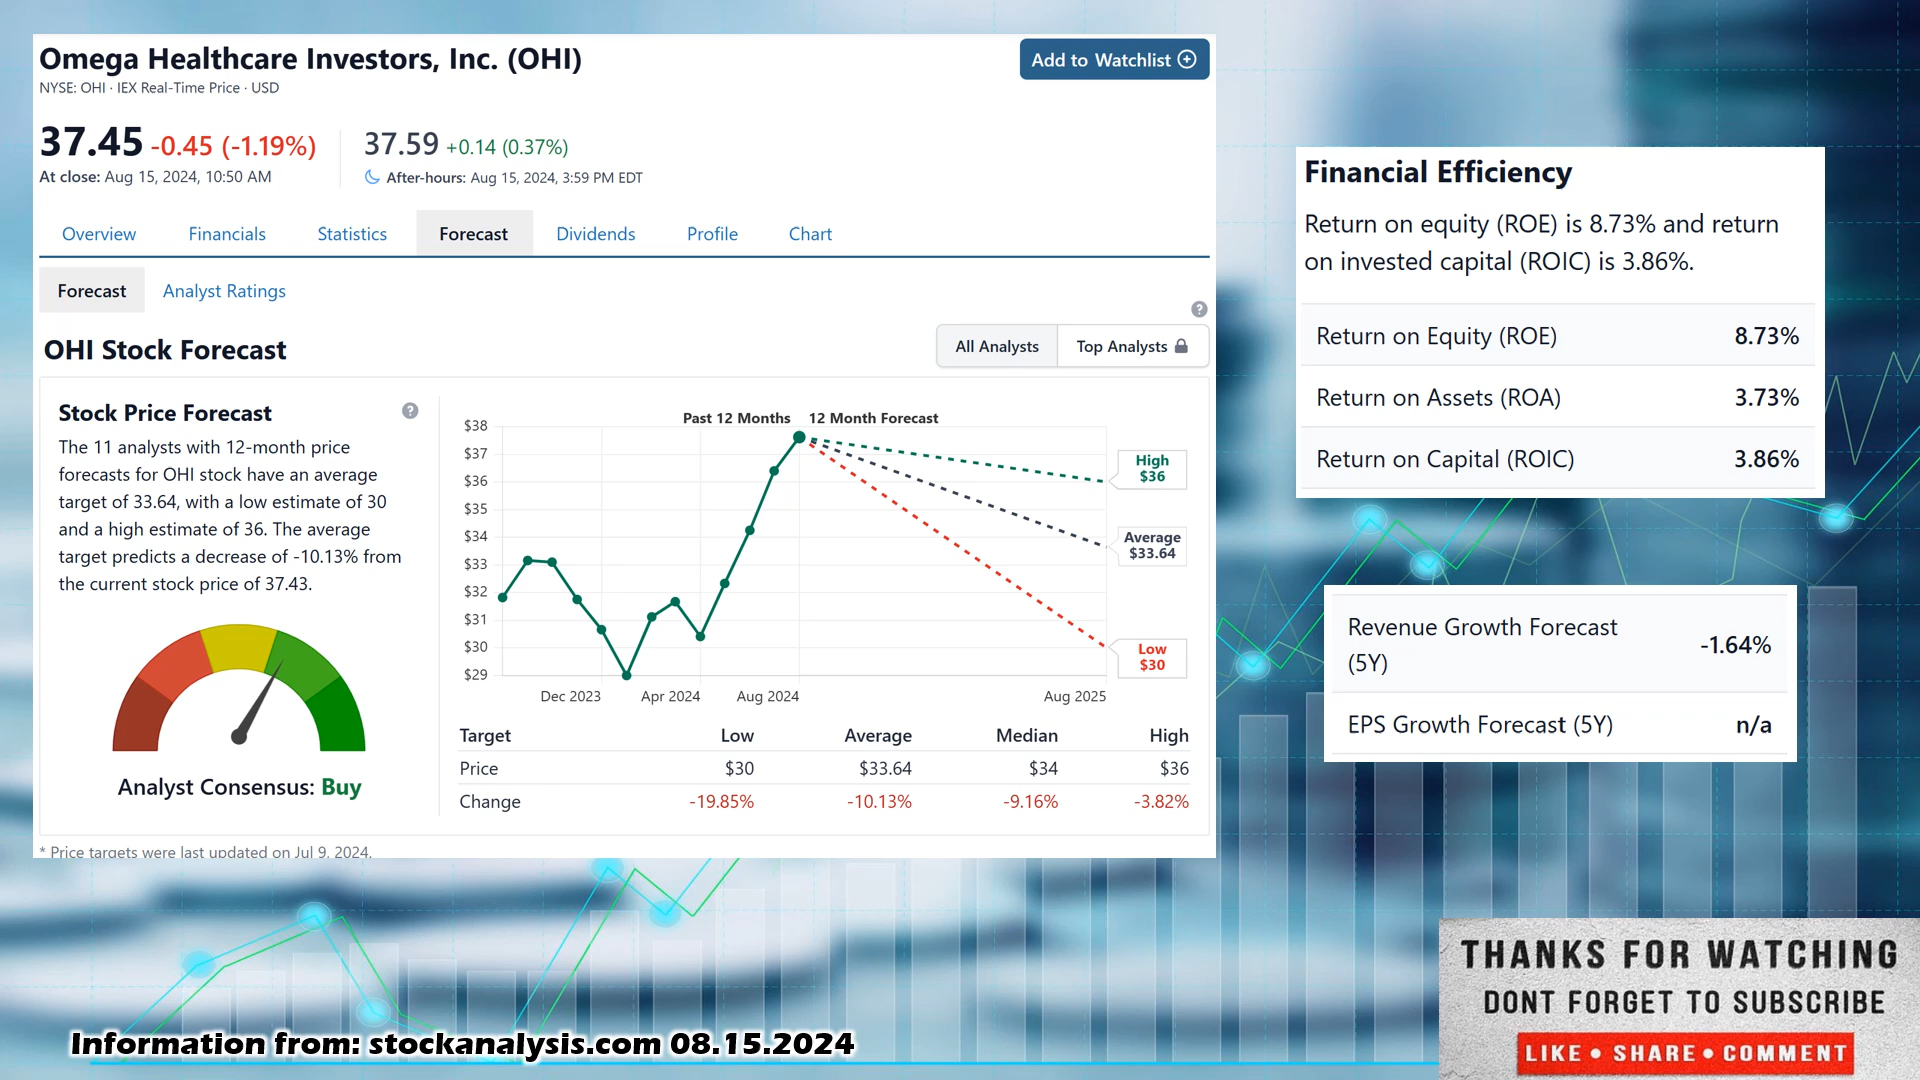 Omega Healthcare Investors, Inc. (OHI)
Add to Watchlist
NYSE: OHI · IEX Real-Time Price · USD
37.45 -0.45 (-1.19%)
37.59 +0.14 (0.37%)
At close: Aug 15, 2024, 10:50 AM
After-hours: Aug 15, 2024, 3:59 PM EDT
Overview Financials Statistics Forecast Dividends Profile Chart
Forecast Analyst Ratings
?
OHI Stock Forecast
All Analysts Top Analysts
Stock Price Forecast ?
The 11 analysts with 12-month price
forecasts for OHI stock have an average
target of 33.64, with a low estimate of 30
and a high estimate of 36. The average
target predicts a decrease of -10.13% from
the current stock price of 37.43.
Analyst Consensus: Buy
Past 12 Months 12 Month Forecast
$38
$37
$36
$35
$34
$33
$32
$31
$30
$29
High
$36
Average
$33.64
Low
$30
Dec 2023 Apr 2024 Aug 2024 Aug 2025
Target Low Average Median High
Price $30 $33.64 $34 $36
Change -19.85% -10.13% -9.16% -3.82%
* Price targets were last updated on Jul 9, 2024.
Financial Efficiency
Return on equity (ROE) is 8.73% and return
on invested capital (ROIC) is 3.86%.
Return on Equity (ROE) 8.73%
Return on Assets (ROA) 3.73%
Return on Capital (ROIC) 3.86%
Revenue Growth Forecast
(5Y) -1.64%
EPS Growth Forecast (5Y) n/a
THANKS FOR WATCHING
DONT FORGET TO SUBSCRIBE
LIKE • SHARE • COMMENT
Information from: stockanalysis.com 08.15.2024